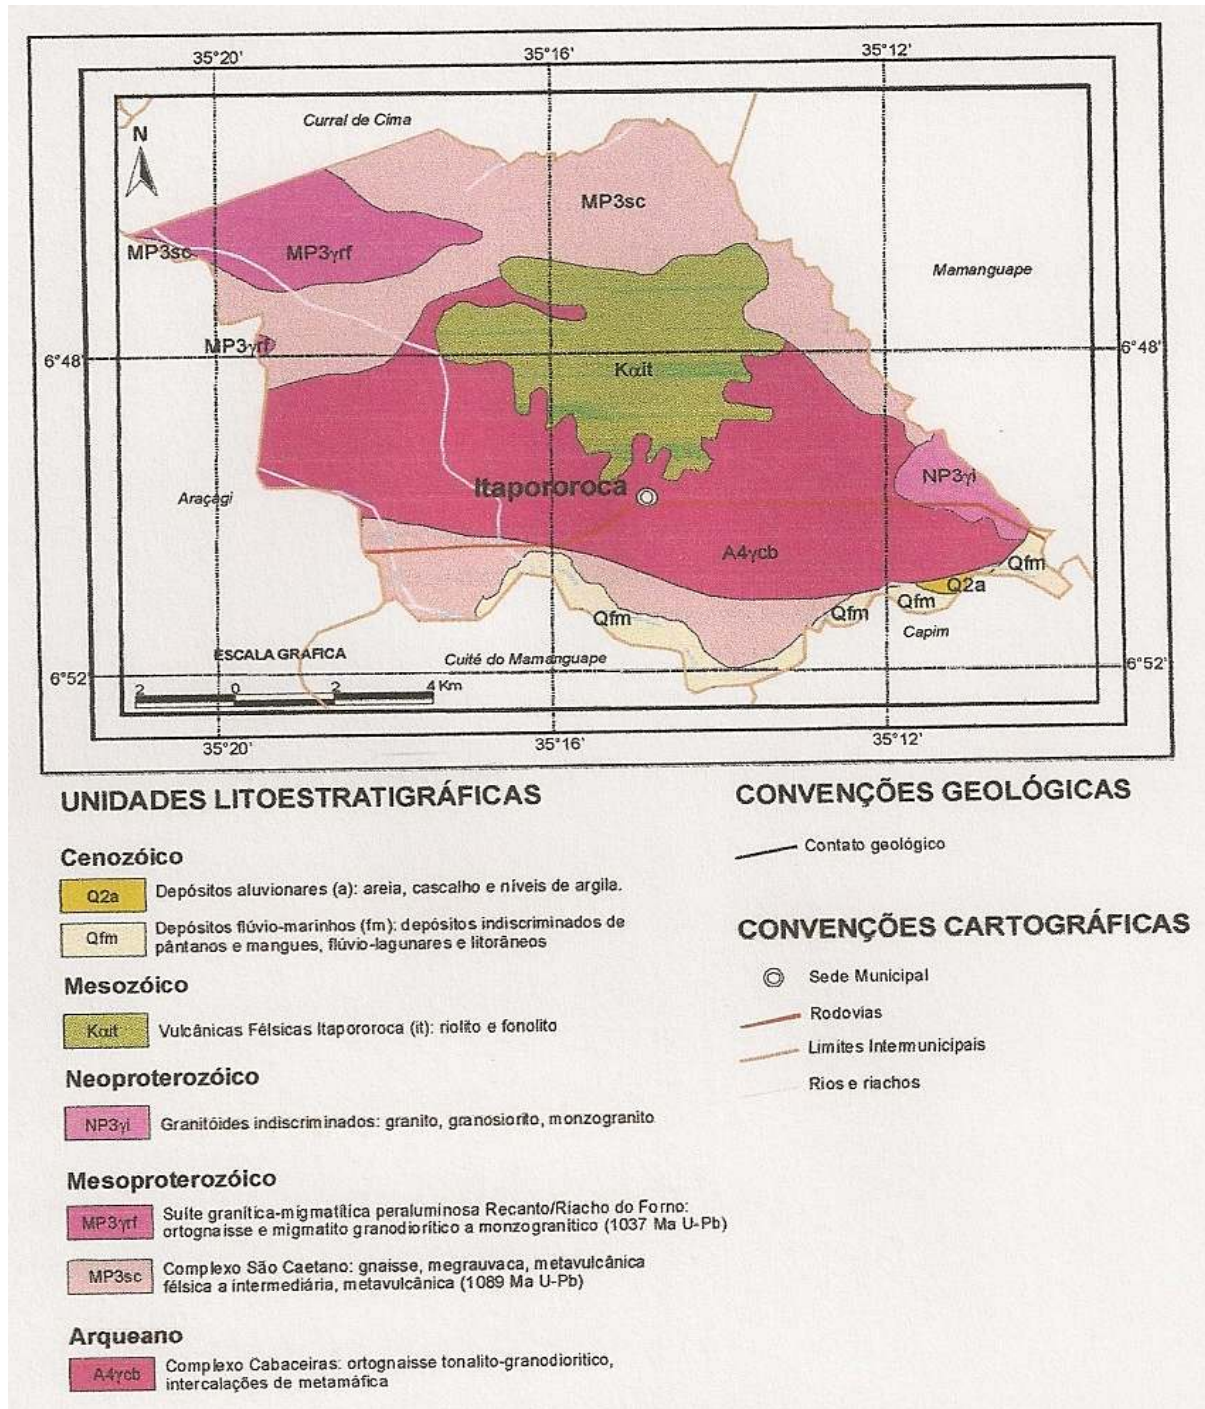 35°20'
35°16'
35°12'
Curral de Cima
N
MP3sc
MP3sc
MP3γrf
Mamanguape
MP3γrf
6°48'
6°48'
Kαit
Itapororoca
NP3γi
Araçagi
A4γcb
Qfm
Q2a
Qfm
Qfm
Qfm
Capim
ESCALA GRÁFICA
Cuité do Mamanguape
6°52'
6°52'
2 0 2 4 Km
35°20'
35°16'
35°12'
UNIDADES LITOESTRATIGRÁFICAS
Cenozóico
Q2a
Depósitos aluvionares (a): areia, cascalho e níveis de argila.
Qfm
Depósitos flúvio-marinhos (fm): depósitos indiscriminados de
pântanos e mangues, flúvio-lagunares e litorâneos
Mesozóico
Kαit
Vulcânicas Félsicas Itapororoca (it): riolito e fonolito
Neoproterozóico
NP3γi
Granitóides indiscriminados: granito, granosiorito, monzogranito
Mesoproterozóico
MP3γrf
Suíte granítica-migmatítica peraluminosa Recanto/Riacho do Forno:
ortognaisse e migmatito granodiorítico a monzogranitico (1037 Ma U-Pb)
MP3sc
Complexo São Caetano: gnaisse, megrauvaca, metavulcânica
félsica a intermediária, metavulcânica (1089 Ma U-Pb)
Arqueano
A4γcb
Complexo Cabaceiras: ortognaisse tonalito-granodioritico,
intercalações de metamáfica
CONVENÇÕES GEOLÓGICAS
Contato geológico
CONVENÇÕES CARTOGRÁFICAS
Sede Municipal
Rodovias
Limites Intermunicipais
Rios e riachos